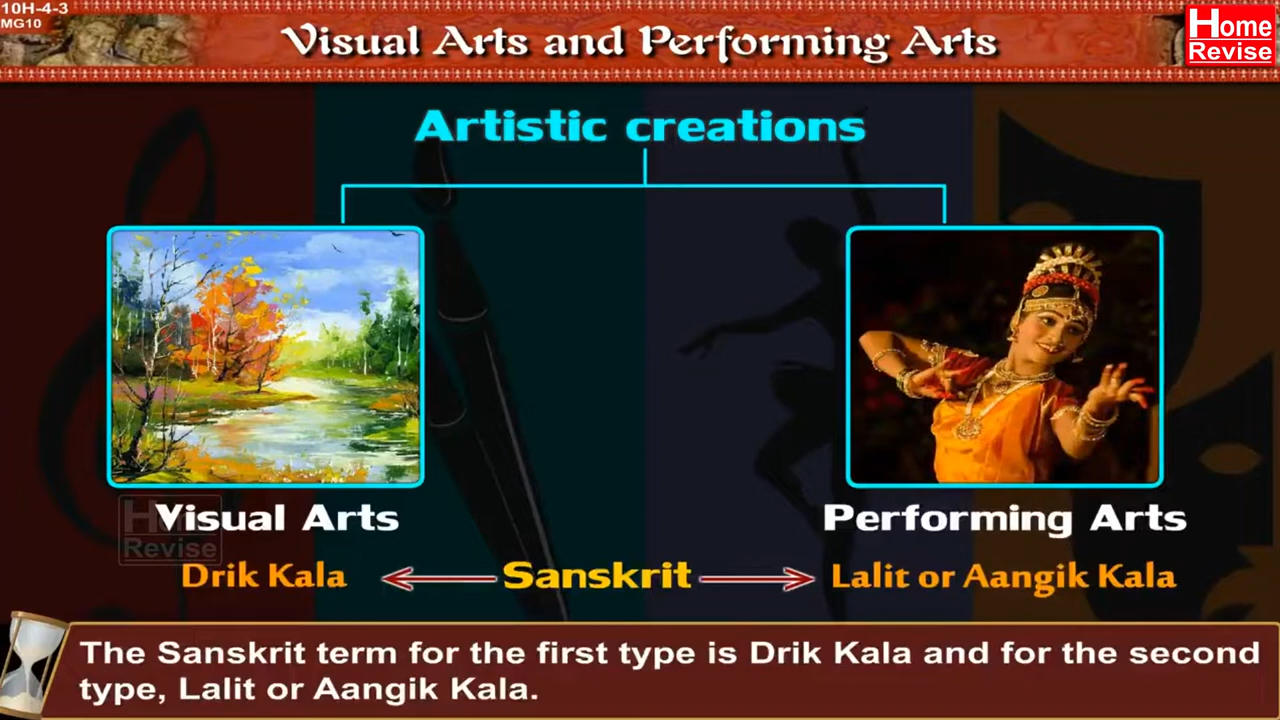 10H-4-3
MG10
Visual Arts and Performing Arts
Home
Revise
Artistic creations
Visual Arts
Performing Arts
Home
Revise
Drik Kala
Sanskrit
Lalit or Aangik Kala
The Sanskrit term for the first type is Drik Kala and for the second
type, Lalit or Aangik Kala.